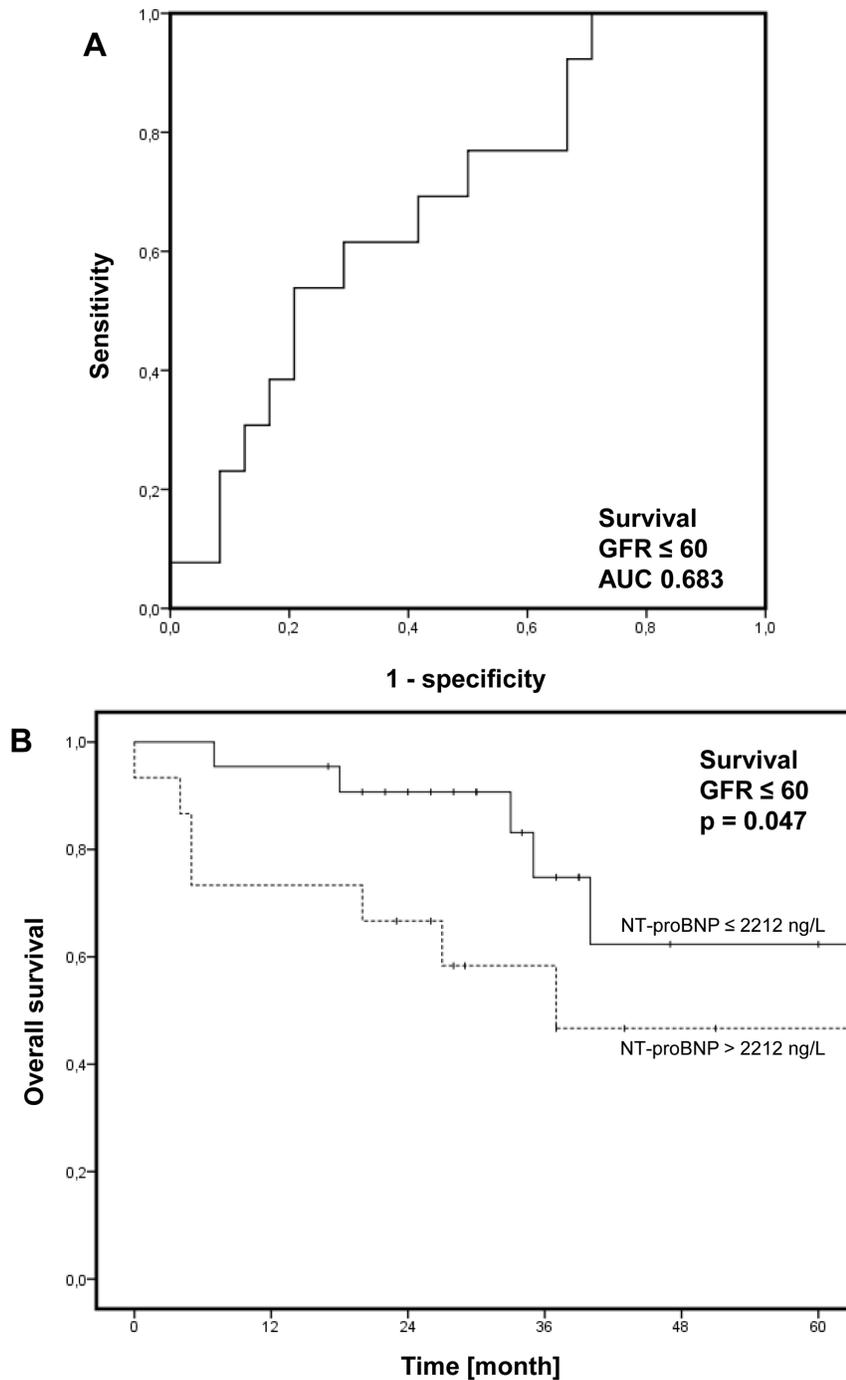 A
1,0
0,8
0,6
0,4
0,2
0,0
Sensitivity
Survival
GFR ≤ 60
AUC 0.683
0,0 0,2 0,4 0,6 0,8 1,0
1 - specificity
B
1,0
0,8
0,6
0,4
0,2
0,0
Overall survival
Survival
GFR ≤ 60
p = 0.047
NT-proBNP ≤ 2212 ng/L
NT-proBNP > 2212 ng/L
0 12 24 36 48 60
Time [month]